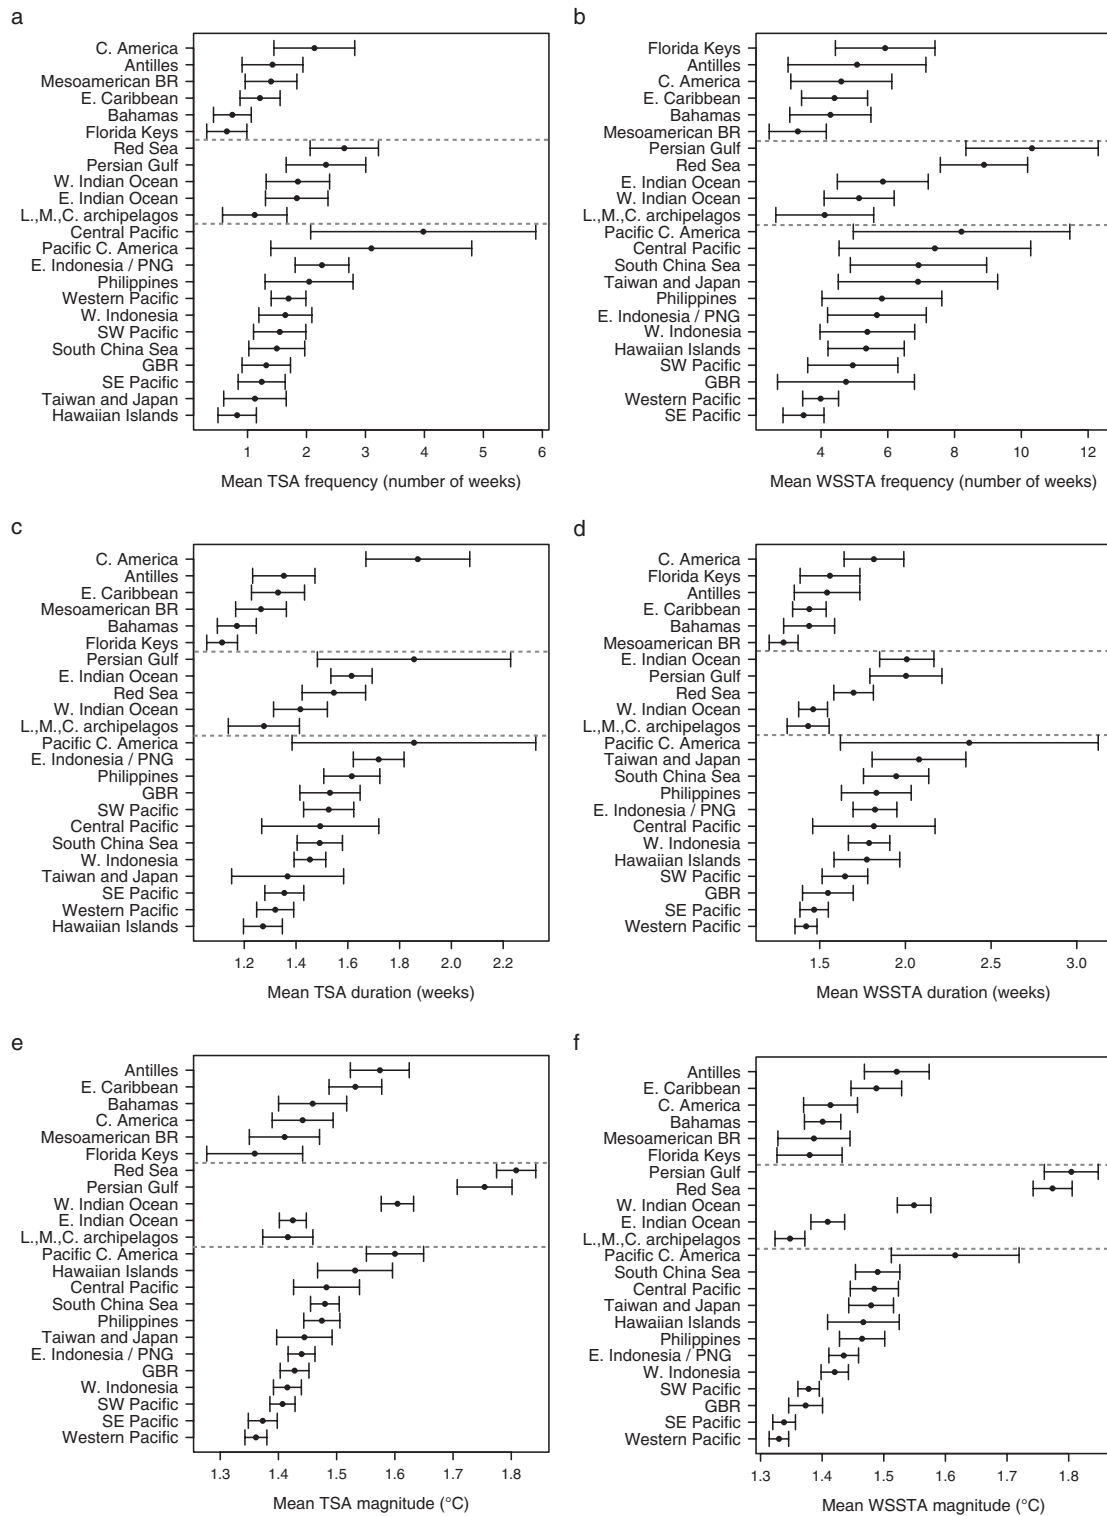 a
C. America
Antilles
Mesoamerican BR
E. Caribbean
Bahamas
Florida Keys
Red Sea
Persian Gulf
W. Indian Ocean
E. Indian Ocean
L.,M.,C. archipelagos
Central Pacific
Pacific C. America
E. Indonesia / PNG
Philippines
Western Pacific
W. Indonesia
SW Pacific
South China Sea
GBR
SE Pacific
Taiwan and Japan
Hawaiian Islands
1 2 3 4 5 6
Mean TSA frequency (number of weeks)
b
Florida Keys
Antilles
C. America
E. Caribbean
Bahamas
Mesoamerican BR
Persian Gulf
Red Sea
E. Indian Ocean
W. Indian Ocean
L.,M.,C. archipelagos
Pacific C. America
Central Pacific
South China Sea
Taiwan and Japan
Philippines
E. Indonesia / PNG
W. Indonesia
Hawaiian Islands
SW Pacific
GBR
Western Pacific
SE Pacific
4 6 8 10 12
Mean WSSTA frequency (number of weeks)
c
C. America
Antilles
E. Caribbean
Mesoamerican BR
Bahamas
Florida Keys
Persian Gulf
E. Indian Ocean
Red Sea
W. Indian Ocean
L.,M.,C. archipelagos
Pacific C. America
E. Indonesia / PNG
Philippines
GBR
SW Pacific
Central Pacific
South China Sea
W. Indonesia
Taiwan and Japan
SE Pacific
Western Pacific
Hawaiian Islands
1.2 1.4 1.6 1.8 2.0 2.2
Mean TSA duration (weeks)
d
C. America
Florida Keys
Antilles
E. Caribbean
Bahamas
Mesoamerican BR
E. Indian Ocean
Persian Gulf
Red Sea
W. Indian Ocean
L.,M.,C. archipelagos
Pacific C. America
Taiwan and Japan
South China Sea
Philippines
E. Indonesia / PNG
Central Pacific
W. Indonesia
Hawaiian Islands
SW Pacific
GBR
SE Pacific
Western Pacific
1.5 2.0 2.5 3.0
Mean WSSTA duration (weeks)
e
Antilles
E. Caribbean
Bahamas
C. America
Mesoamerican BR
Florida Keys
Red Sea
Persian Gulf
W. Indian Ocean
E. Indian Ocean
L.,M.,C. archipelagos
Pacific C. America
Hawaiian Islands
Central Pacific
South China Sea
Philippines
Taiwan and Japan
E. Indonesia / PNG
GBR
W. Indonesia
SW Pacific
SE Pacific
Western Pacific
1.3 1.4 1.5 1.6 1.7 1.8
Mean TSA magnitude (°C)
f
Antilles
E. Caribbean
C. America
Bahamas
Mesoamerican BR
Florida Keys
Persian Gulf
Red Sea
W. Indian Ocean
E. Indian Ocean
L.,M.,C. archipelagos
Pacific C. America
South China Sea
Central Pacific
Taiwan and Japan
Hawaiian Islands
Philippines
E. Indonesia / PNG
W. Indonesia
SW Pacific
GBR
SE Pacific
Western Pacific
1.3 1.4 1.5 1.6 1.7 1.8
Mean WSSTA magnitude (°C)